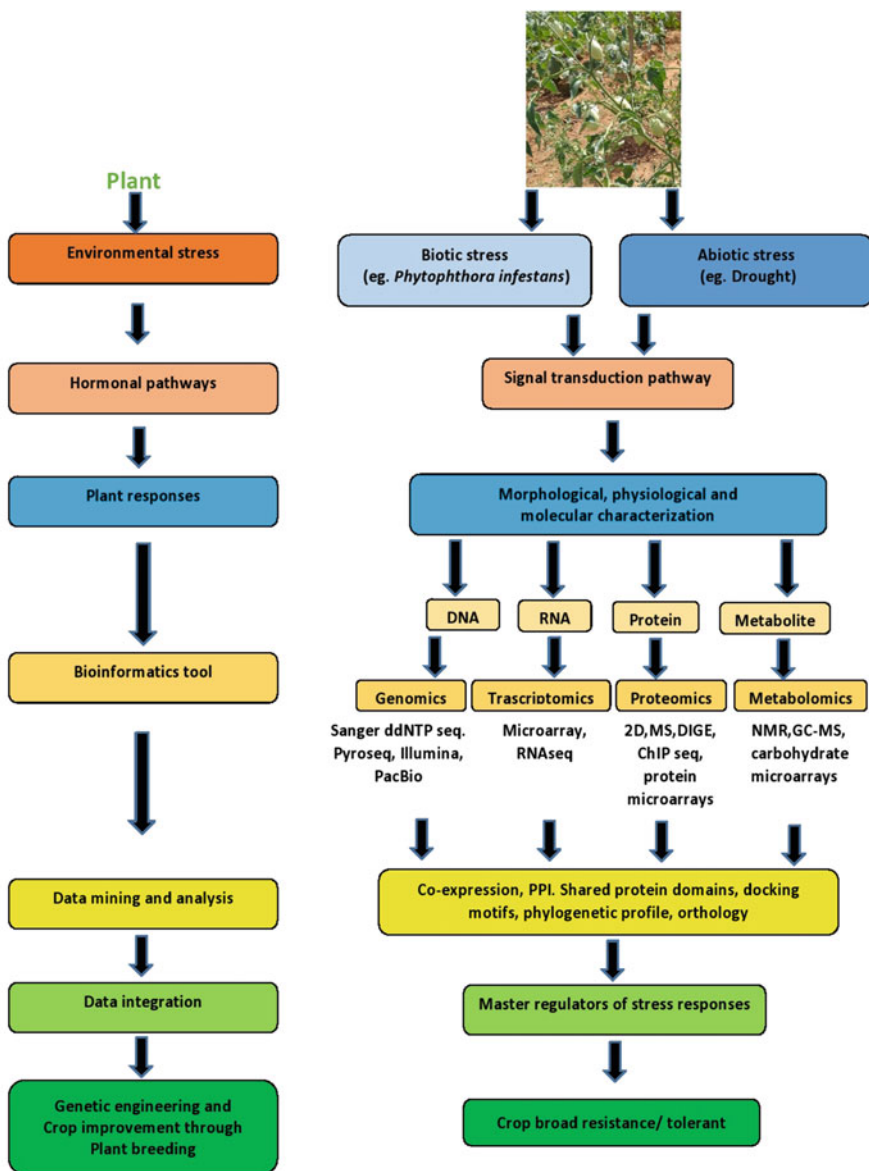 Plant
Environmental stress
Hormonal pathways
Plant responses
Bioinformatics tool
Data mining and analysis
Data integration
Genetic engineering and
Crop improvement through
Plant breeding
Biotic stress
(eg. Phytophthora infestans)
Abiotic stress
(eg. Drought)
Signal transduction pathway
Morphological, physiological and
molecular characterization
DNA
RNA
Protein
Metabolite
Genomics
Trascriptomics
Proteomics
Metabolomics
Sanger ddNTP seq.
Pyroseq, Illumina,
PacBio
Microarray,
RNAseq
2D,MS,DIGE,
ChIP seq,
protein
microarrays
NMR,GC-MS,
carbohydrate
microarrays
Co-expression, PPI. Shared protein domains, docking
motifs, phylogenetic profile, orthology
Master regulators of stress responses
Crop broad resistance/ tolerant